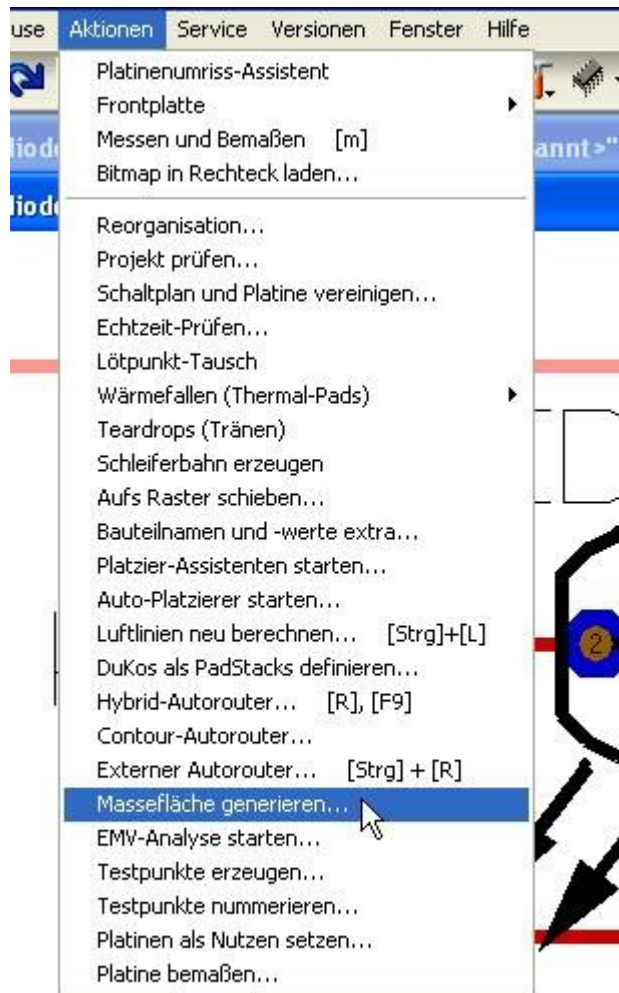 use Aktionen Service Versionen Fenster Hilfe
Platinenumriss-Assistent
Frontplatte
Messen und Bemaßen [m]
annt>"
Bitmap in Rechteck laden...
Reorganisation...
Projekt prüfen...
Schaltplan und Platine vereinigen...
Echtzeit-Prüfen...
Lötpunkt-Tausch
Wärmefallen (Thermal-Pads)
Teardrops (Tränen)
Schleiferbahn erzeugen
Aufs Raster schieben...
Bauteilnamen und -werte extra...
Platzier-Assistenten starten...
Auto-Platzierer starten...
Luftlinien neu berechnen... [Strg]+[L]
2
DuKos als PadStacks definieren...
Hybrid-Autorouter... [R], [F9]
Contour-Autorouter...
Externer Autorouter... [Strg] + [R]
Massefläche generieren...
EMV-Analyse starten...
Testpunkte erzeugen...
Testpunkte nummerieren...
Platinen als Nutzen setzen...
Platine bemaßen...